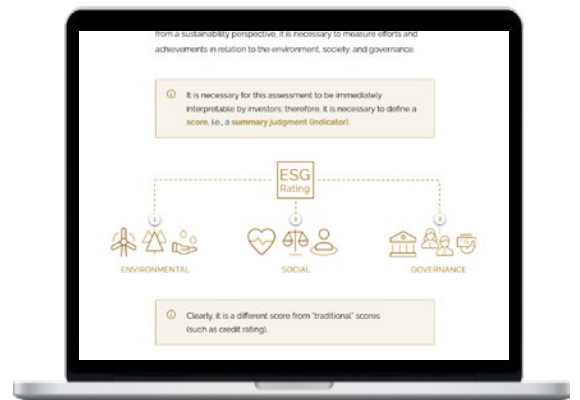 from a sustainability perspective, it is necessary to measure efforts and
achievements in relation to the environment, society, and governance.
It is necessary for this assessment to be immediately
interpretable by investors; therefore, it is necessary to define a
score, i.e., a summary judgment (indicator).
ESG
Rating
1
2
3
ENVIRONMENTAL
SOCIAL
GOVERNANCE
Clearly, it is a different score from "traditional" scores
(such as credit rating).